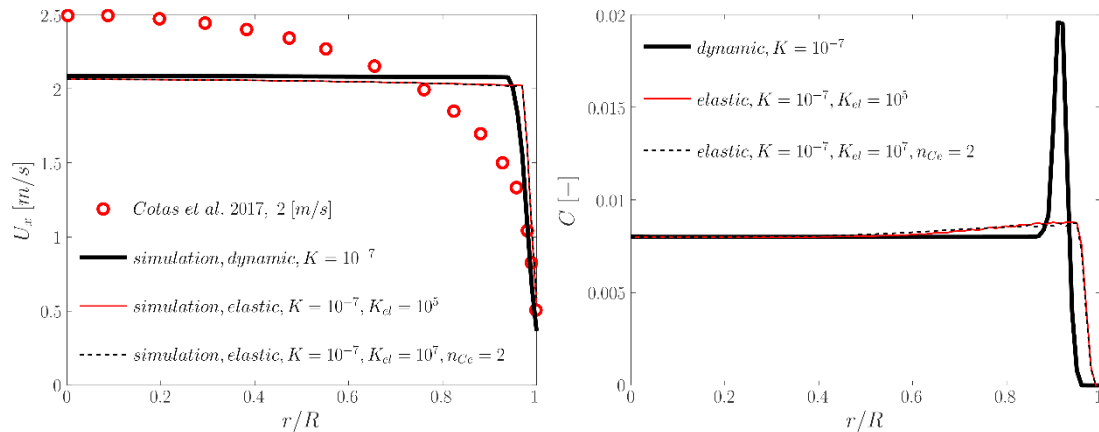 2.5
2
1.5
1
0.5
0
U_x [m/s]
Cotas et al. 2017, 2 [m/s]
simulation, dynamic, K = 10^-7
simulation, elastic, K = 10^-7, K_el = 10^5
simulation, elastic, K = 10^-7, K_el = 10^7, n_Ce = 2
0 0.2 0.4 0.6 0.8 1
r/R
0.02
0.015
0.01
0.005
0
C [-]
dynamic, K = 10^-7
elastic, K = 10^-7, K_el = 10^5
elastic, K = 10^-7, K_el = 10^7, n_Ce = 2
0 0.2 0.4 0.6 0.8 1
r/R